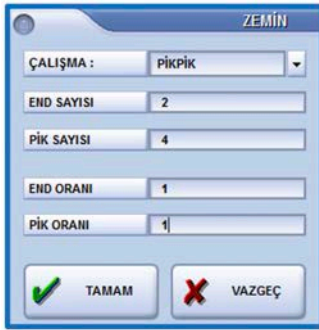 ZEMİN
ÇALIŞMA : PİKPİK
END SAYISI 2
PİK SAYISI 4
END ORANI 1
PİK ORANI 1
TAMAM VAZGEÇ